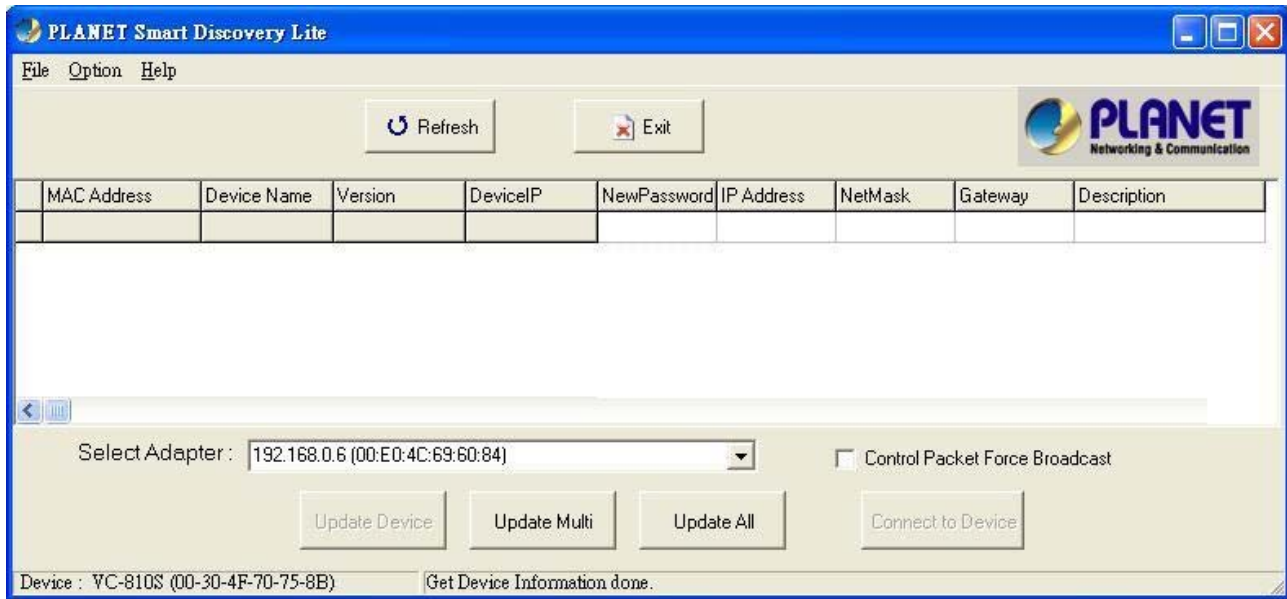 PLANET Smart Discovery Lite
File Option Help
Refresh Exit
PLANET
Networking & Communication
MAC Address Device Name Version DeviceIP NewPassword IP Address NetMask Gateway Description
Select Adapter : 192.168.0.6 (00:E0:4C:69:60:84) Control Packet Force Broadcast
Update Device Update Multi Update All Connect to Device
Device : VC-810S (00-30-4F-70-75-8B) Get Device Information done.